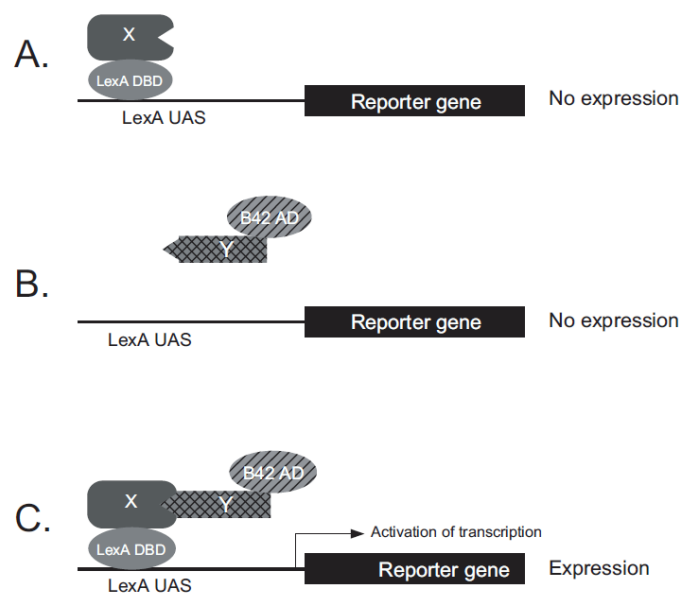 A.
X
LexA DBD
LexA UAS
Reporter gene
No expression
B.
B42 AD
Y
LexA UAS
Reporter gene
No expression
C.
B42 AD
X
Y
LexA DBD
Activation of transcription
LexA UAS
Reporter gene
Expression